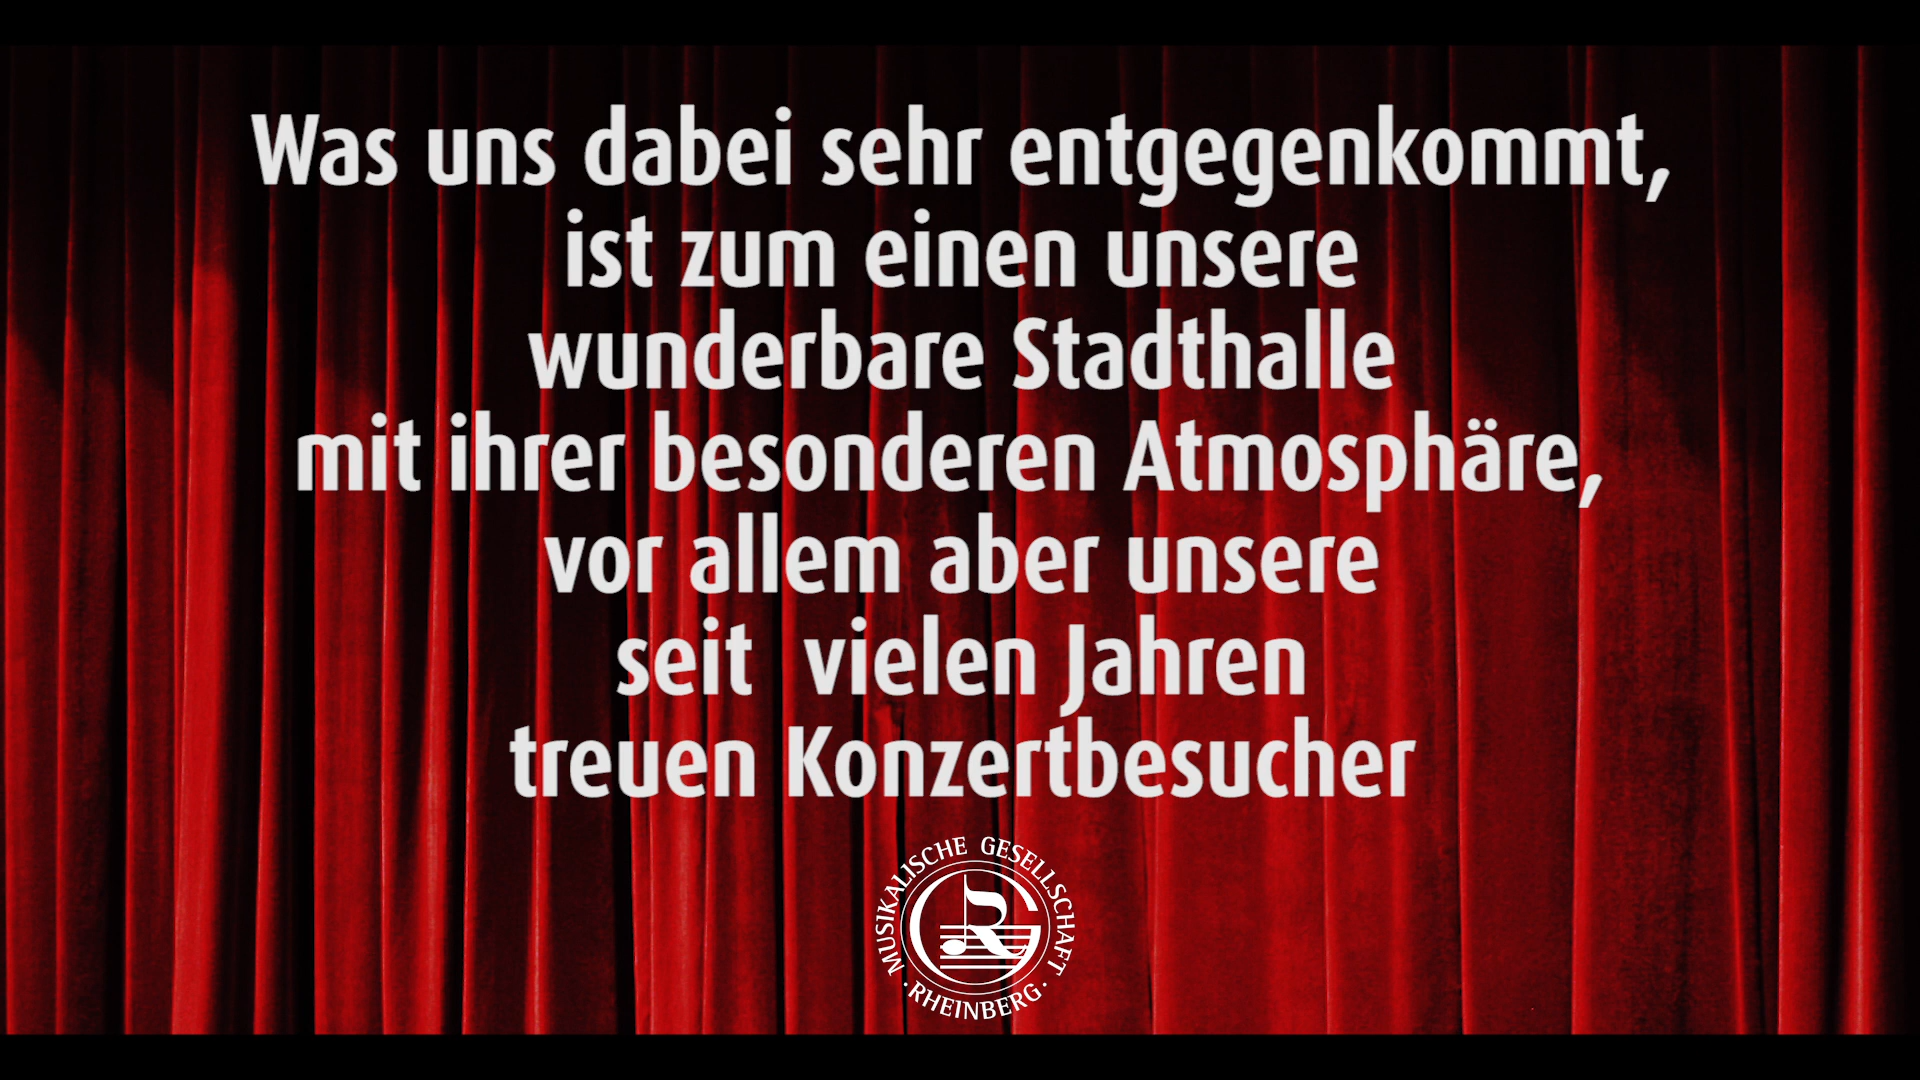 Was uns dabei sehr entgegenkommt,
ist zum einen unsere
wunderbare Stadthalle
mit ihrer besonderen Atmosphäre,
vor allem aber unsere
seit  vielen Jahren
treuen Konzertbesucher
MUSIKALISCHE GESELLSCHAFT
· RHEINBERG ·